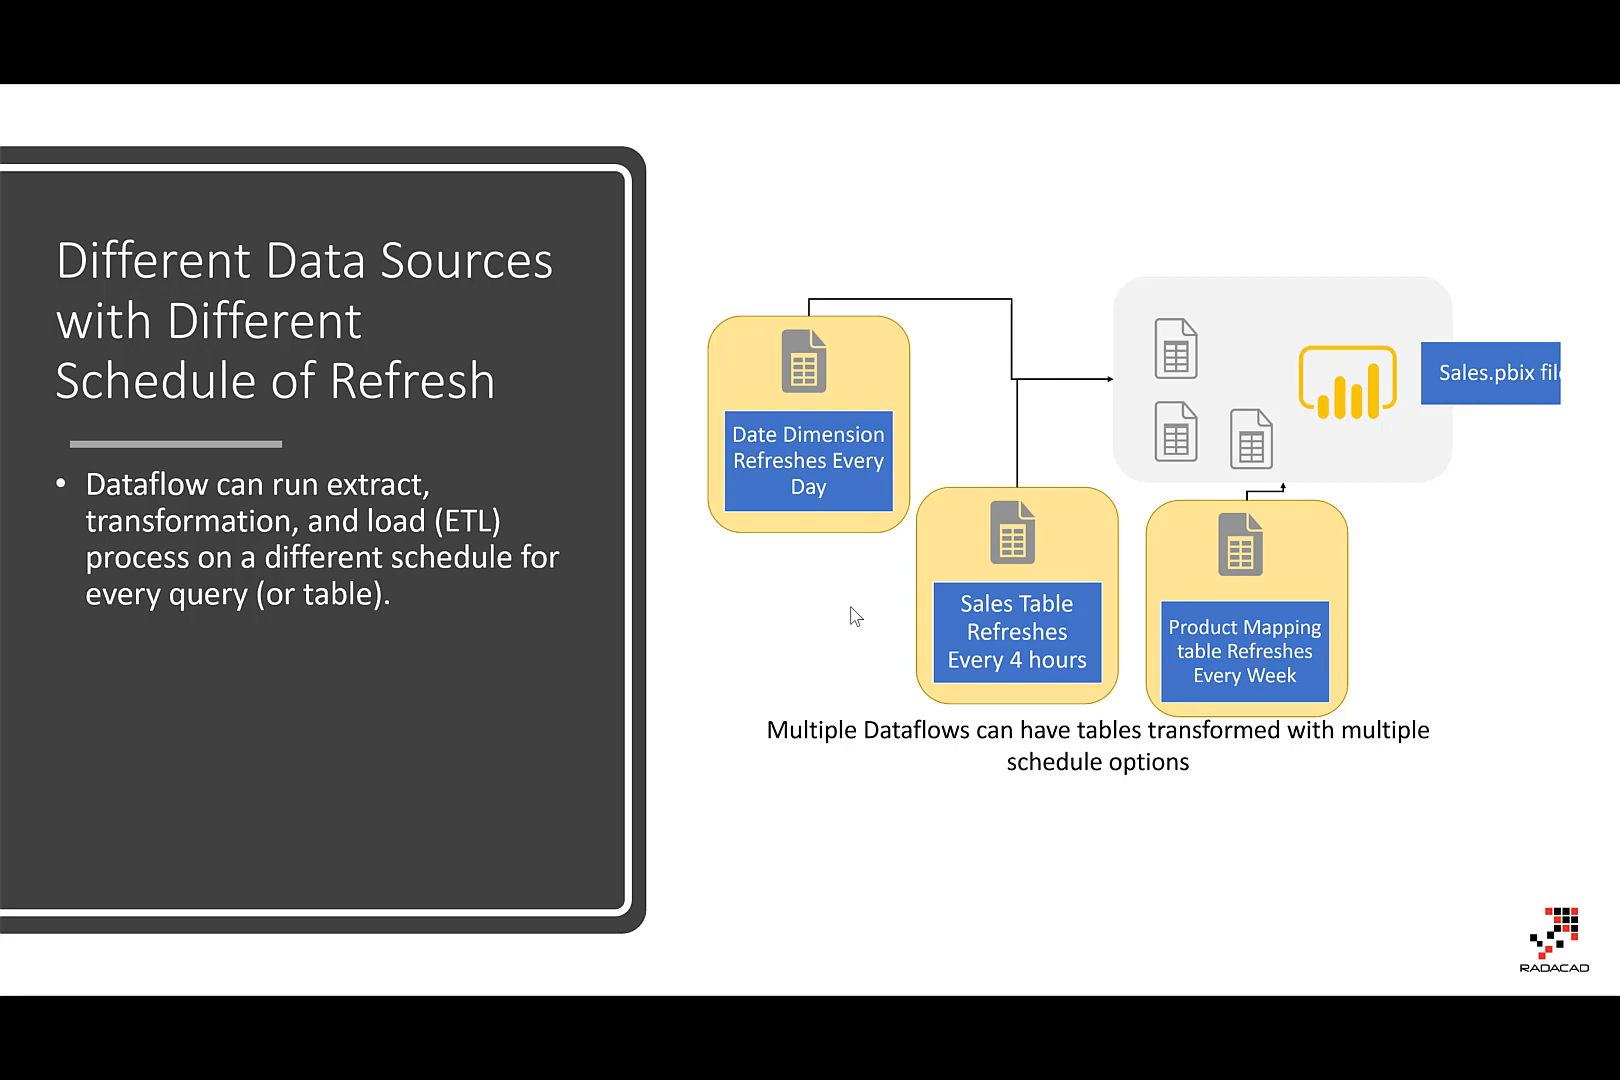 Different Data Sources
with Different
Schedule of Refresh
• Dataflow can run extract,
transformation, and load (ETL)
process on a different schedule for
every query (or table).
Date Dimension
Refreshes Every
Day
Sales Table
Refreshes
Every 4 hours
Product Mapping
table Refreshes
Every Week
Sales.pbix file
Multiple Dataflows can have tables transformed with multiple
schedule options
RADACAD